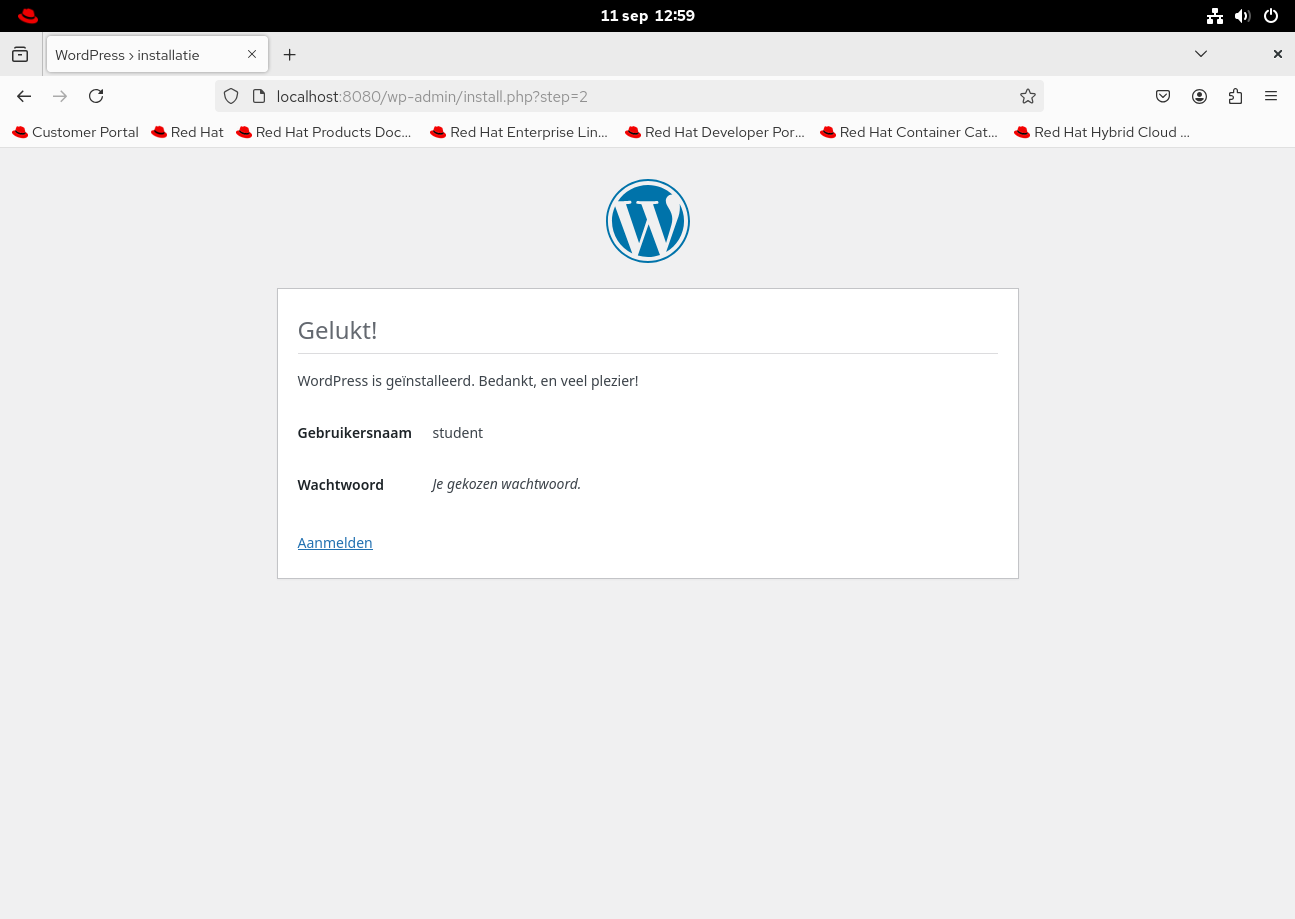 11 sep 12:59
WordPress › installatie
localhost:8080/wp-admin/install.php?step=2
Customer Portal Red Hat Red Hat Products Doc... Red Hat Enterprise Lin... Red Hat Developer Por... Red Hat Container Cat... Red Hat Hybrid Cloud ...
Gelukt!
WordPress is geïnstalleerd. Bedankt, en veel plezier!
Gebruikersnaam student
Wachtwoord Je gekozen wachtwoord.
Aanmelden